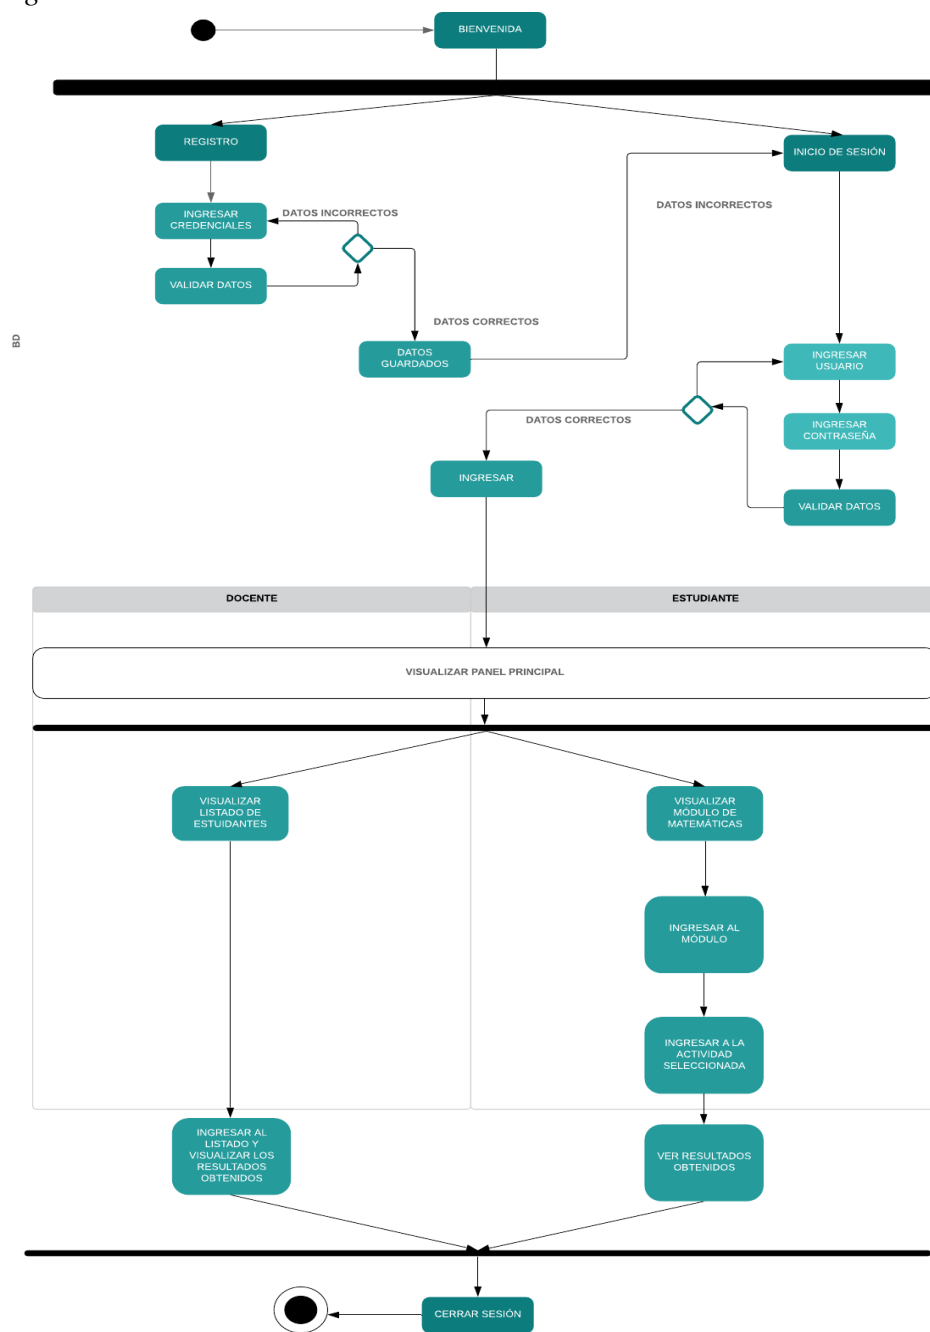 BIENVENIDA
REGISTRO
INICIO DE SESIÓN
INGRESAR
CREDENCIALES
DATOS INCORRECTOS
DATOS INCORRECTOS
VALIDAR DATOS
DATOS CORRECTOS
BD
DATOS
GUARDADOS
INGRESAR
USUARIO
DATOS CORRECTOS
INGRESAR
CONTRASEÑA
INGRESAR
VALIDAR DATOS
DOCENTE
ESTUDIANTE
VISUALIZAR PANEL PRINCIPAL
VISUALIZAR
LISTADO DE
ESTUIDANTES
VISUALIZAR
MÓDULO DE
MATEMÁTICAS
INGRESAR AL
MÓDULO
INGRESAR A LA
ACTIVIDAD
SELECCIONADA
INGRESAR AL
LISTADO Y
VISUALIZAR LOS
RESULTADOS
OBTENIDOS
VER RESULTADOS
OBTENIDOS
CERRAR SESIÓN